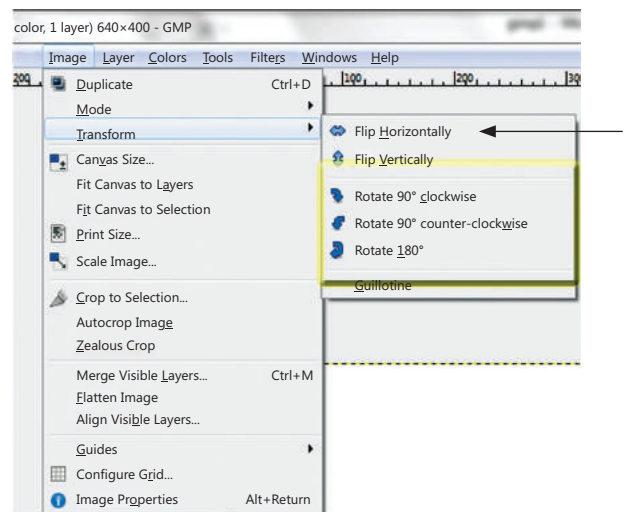 color, 1 layer) 640×400 - GMP
Image Layer Colors Tools Filters Windows Help
200 100 200 300
Duplicate Ctrl+D
Mode
Transform
Flip Horizontally
Canvas Size...
Flip Vertically
Fit Canvas to Layers
Rotate 90° clockwise
Fit Canvas to Selection
Rotate 90° counter-clockwise
Print Size...
Rotate 180°
Scale Image...
Guillotine
Crop to Selection...
Autocrop Image
Zealous Crop
Merge Visible Layers... Ctrl+M
Flatten Image
Align Visible Layers...
Guides
Configure Grid...
Image Properties Alt+Return